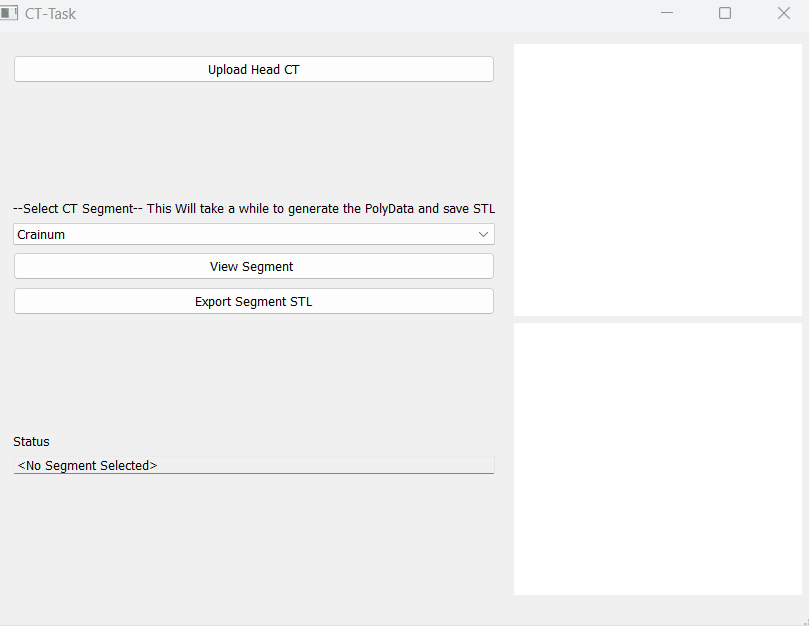 CT-Task
Upload Head CT
--Select CT Segment-- This Will take a while to generate the PolyData and save STL
Crainum
View Segment
Export Segment STL
Status
<No Segment Selected>